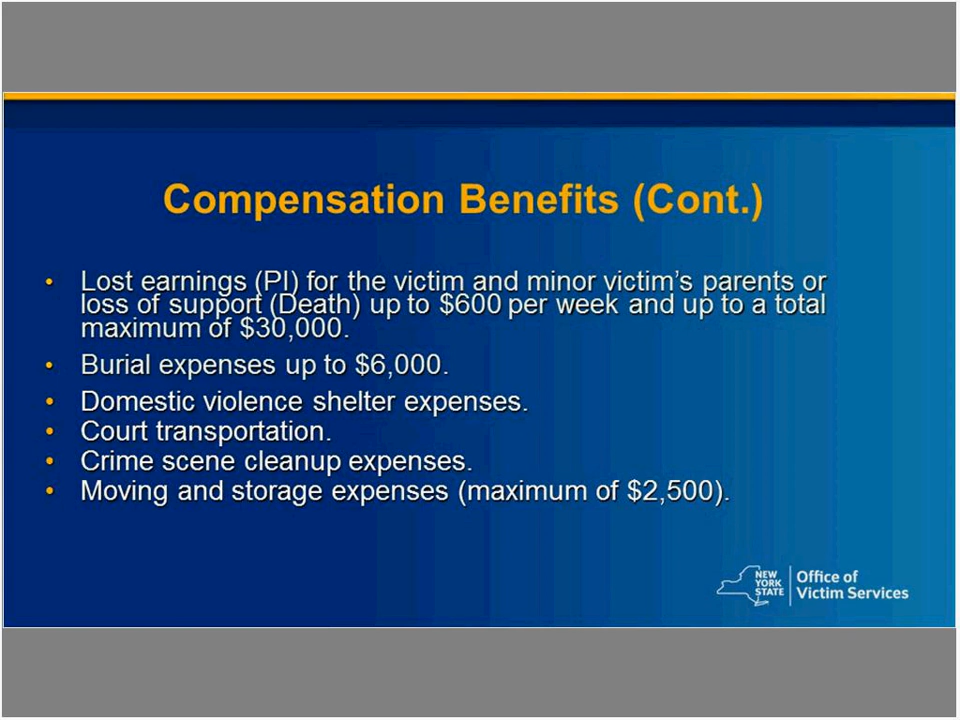 Compensation Benefits (Cont.)
• Lost earnings (PI) for the victim and minor victim's parents or
loss of support (Death) up to $600 per week and up to a total
maximum of $30,000.
• Burial expenses up to $6,000.
• Domestic violence shelter expenses.
• Court transportation.
• Crime scene cleanup expenses.
• Moving and storage expenses (maximum of $2,500).
NEW
YORK
STATE
Office of
Victim Services